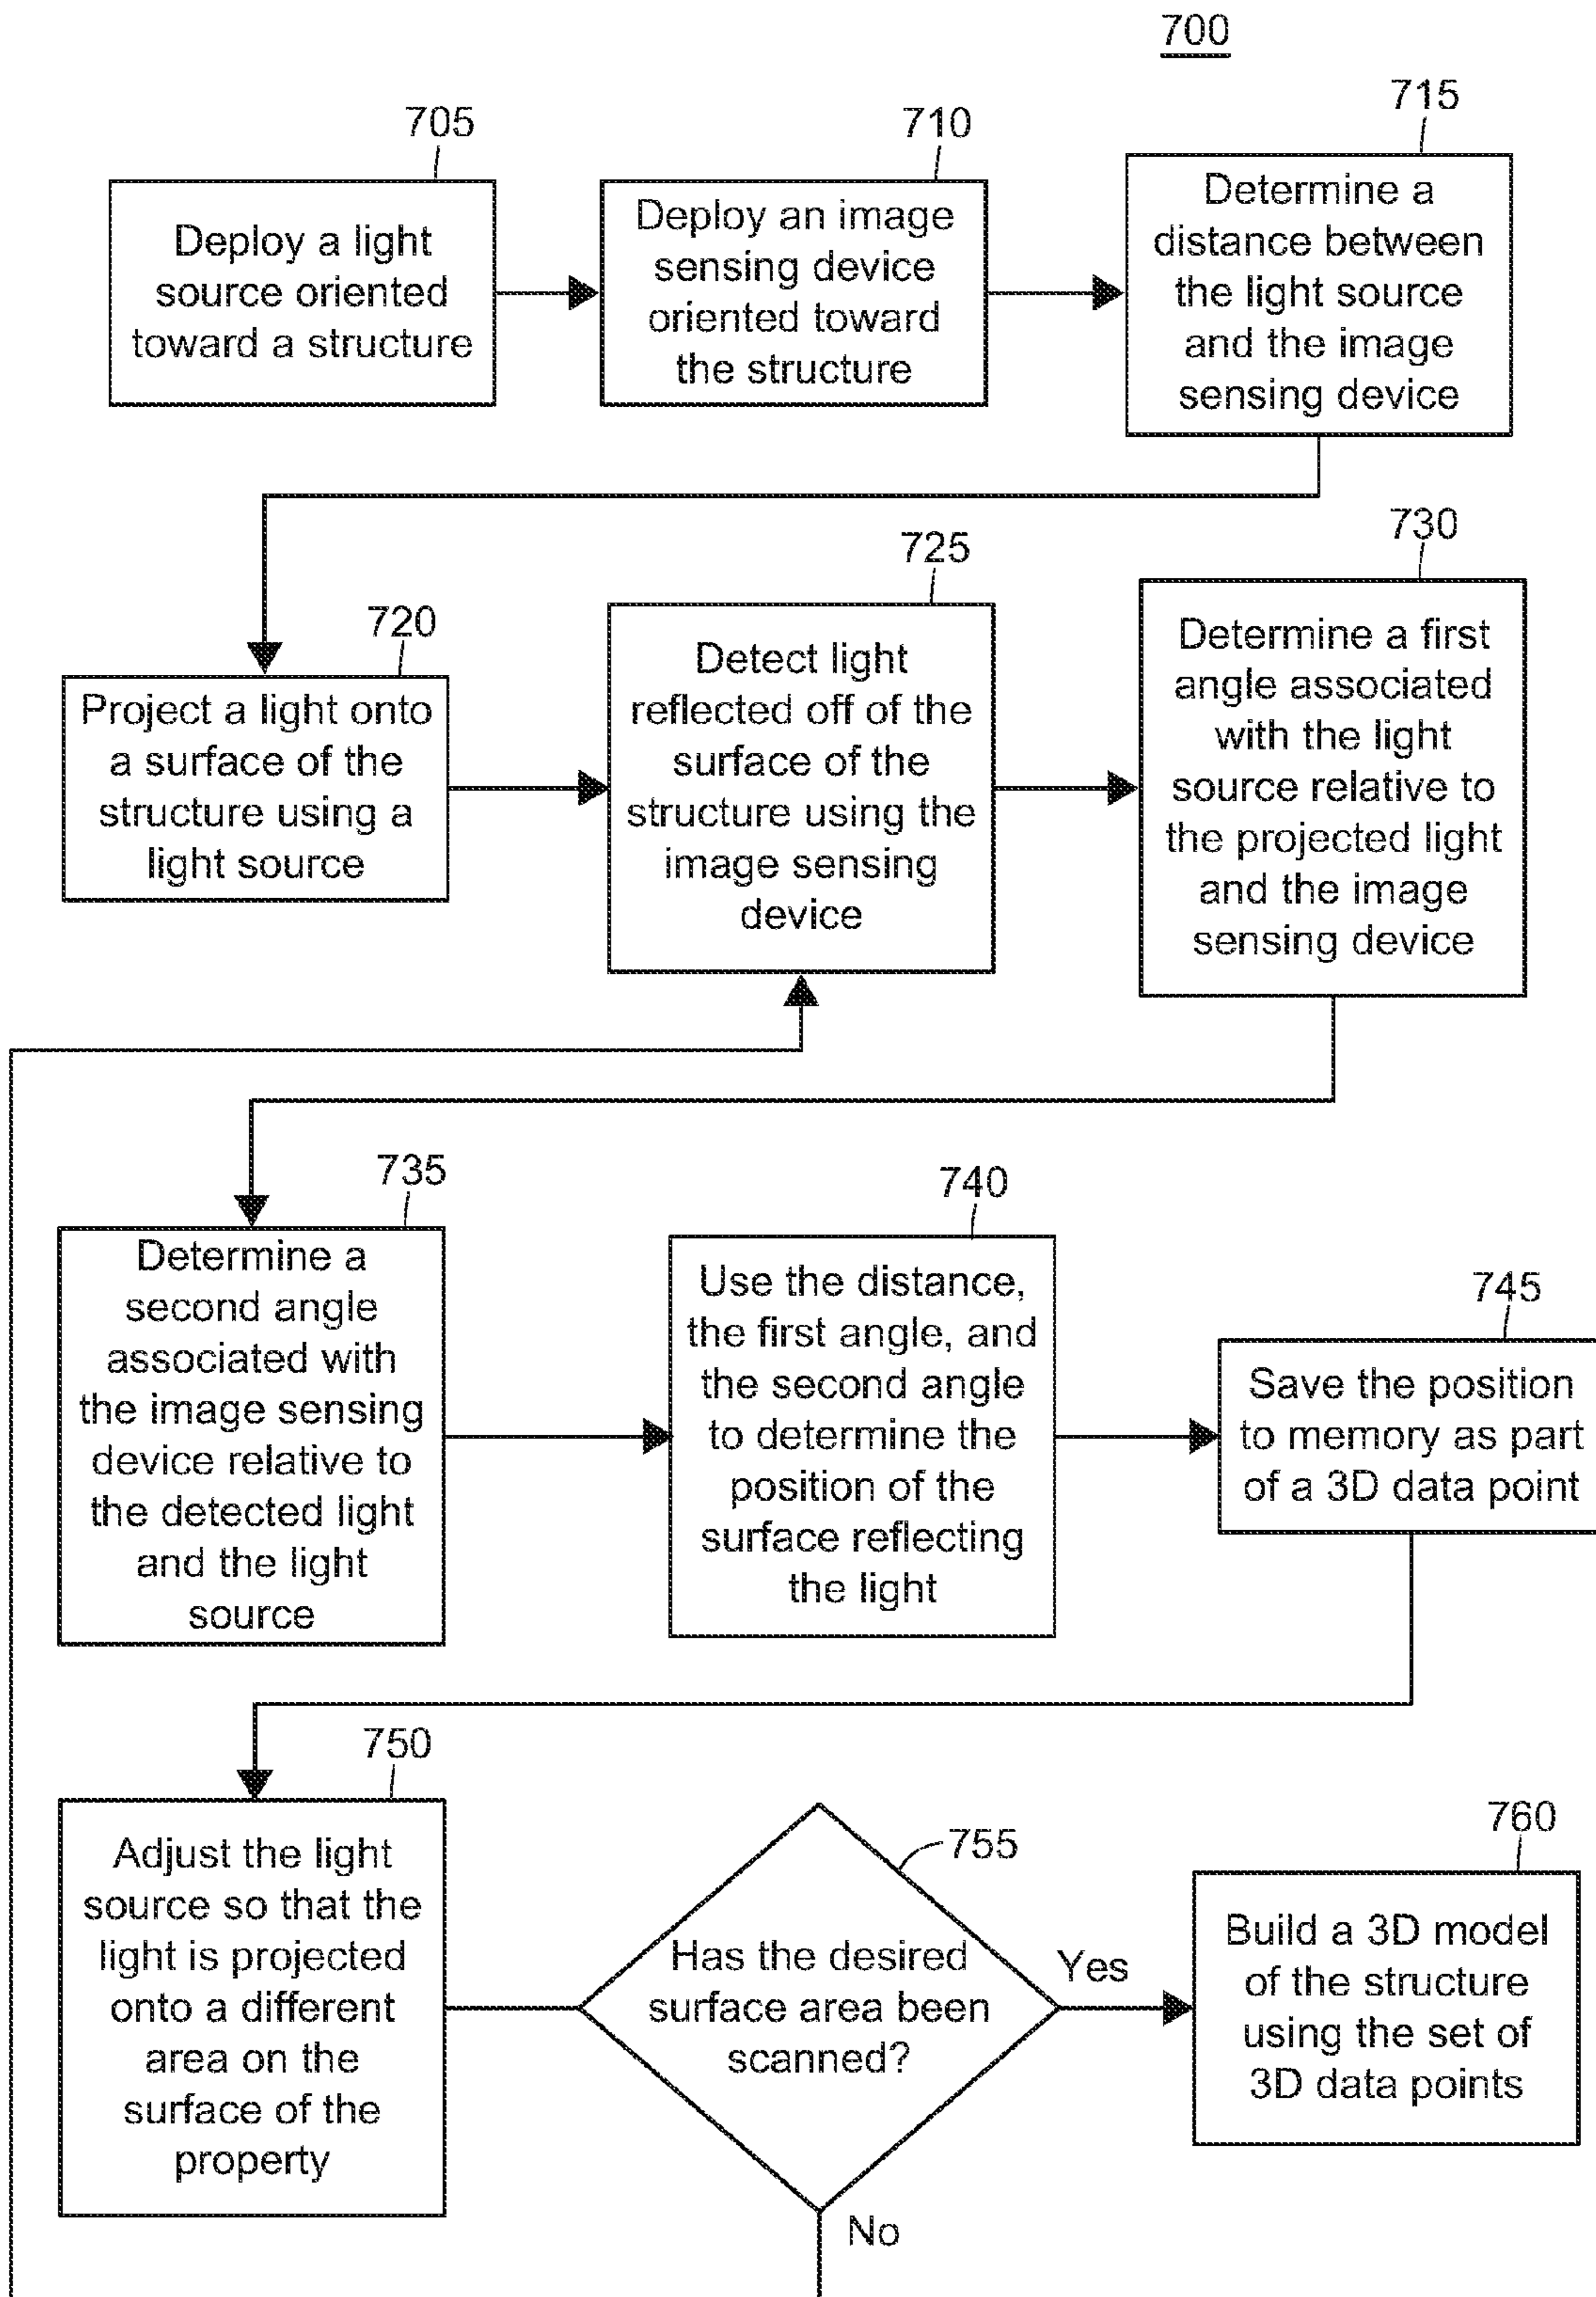 700
705
Deploy a light
source oriented
toward a structure
710
Deploy an image
sensing device
oriented toward
the structure
715
Determine a
distance between
the light source
and the image
sensing device
720
Project a light onto
a surface of the
structure using a
light source
725
Detect light
reflected off of the
surface of the
structure using the
image sensing
device
730
Determine a first
angle associated
with the light
source relative to
the projected light
and the image
sensing device
735
Determine a
second angle
associated with
the image sensing
device relative to
the detected light
and the light
source
740
Use the distance,
the first angle, and
the second angle
to determine the
position of the
surface reflecting
the light
745
Save the position
to memory as part
of a 3D data point
750
Adjust the light
source so that the
light is projected
onto a different
area on the
surface of the
property
755
Has the desired
surface area been
scanned?
Yes
No
760
Build a 3D model
of the structure
using the set of
3D data points